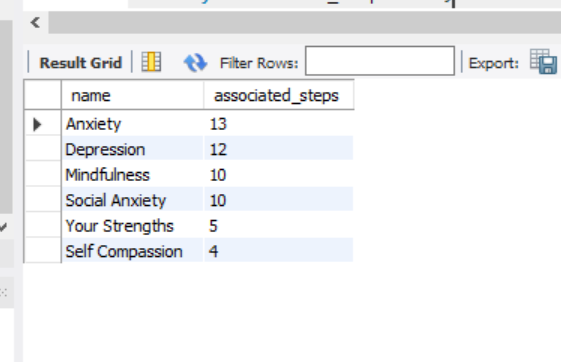 Result Grid Filter Rows: Export:
name associated_steps
Anxiety 13
Depression 12
Mindfulness 10
Social Anxiety 10
Your Strengths 5
Self Compassion 4